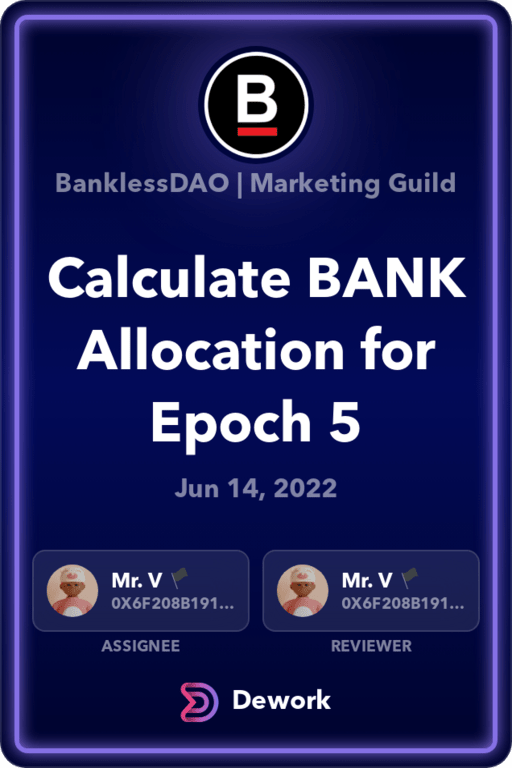 B
BanklessDAO | Marketing Guild
Calculate BANK
Allocation for
Epoch 5
Jun 14, 2022
Mr. V 🏴
0X6F208B191...
ASSIGNEE
Mr. V 🏴
0X6F208B191...
REVIEWER
Dework